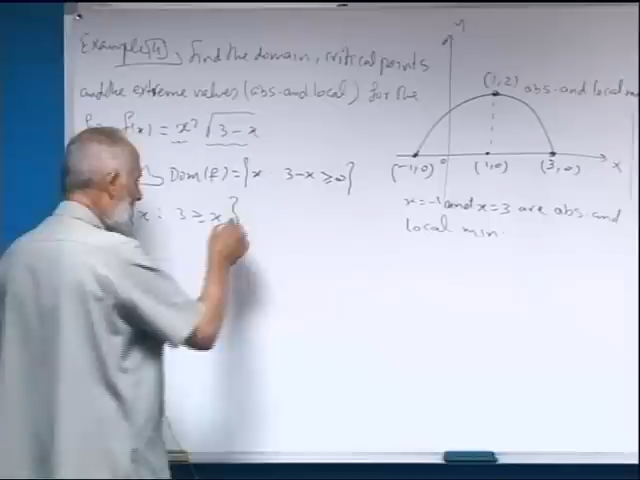 Example(4), Find the domain, critical points
and the extreme values (abs. and local) for the
f(x) = x² √3-x
Dom(f) = {x 3-x ≥ 0}
x : 3 ≥ x}
y
(1,2) abs. and local
(-1,0) 0 (1,0) (3,0) x
x=-1 and x=3 are abs. and
local min.